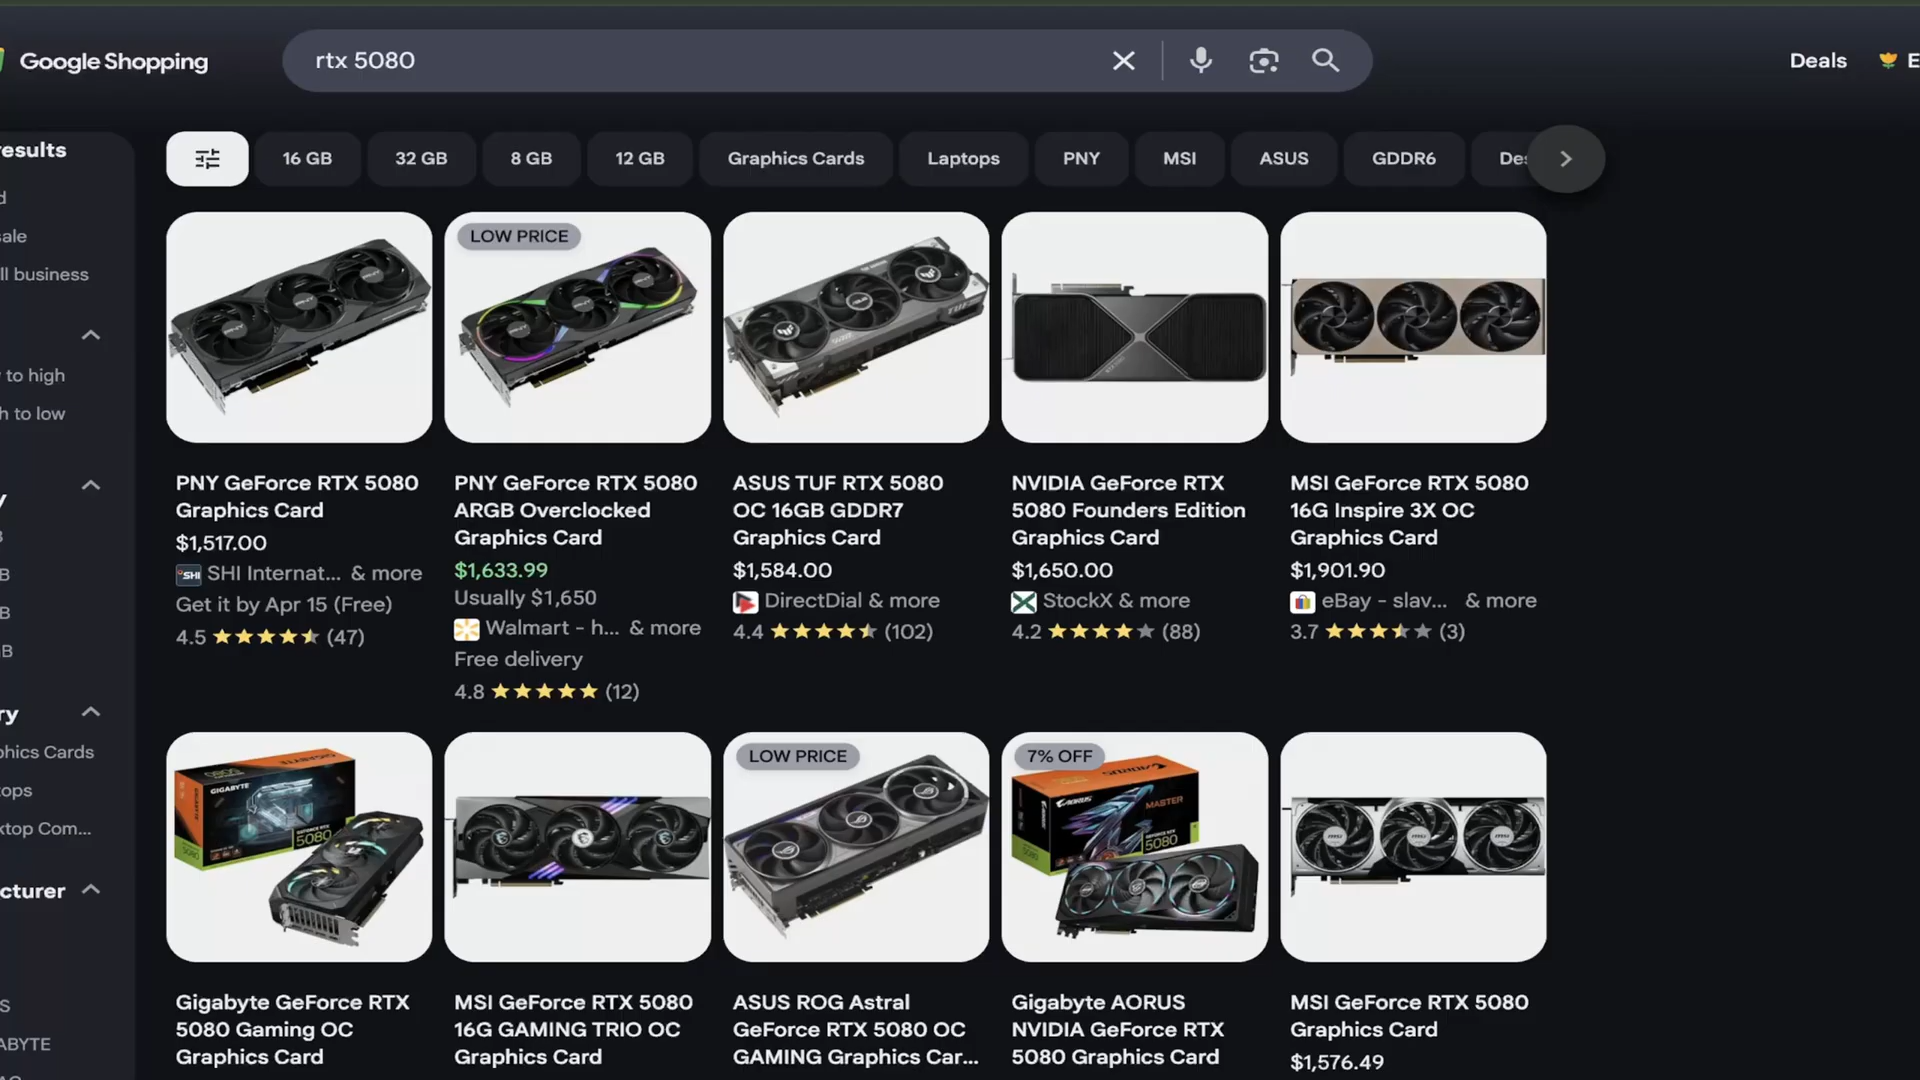 Google Shopping
rtx 5080
Deals
results
ale
ll business
to high
h to low
phics Cards
tops
ktop Com...
cturer
ABYTE
16 GB
32 GB
8 GB
12 GB
Graphics Cards
Laptops
PNY
MSI
ASUS
GDDR6
Des
PNY GeForce RTX 5080
Graphics Card
$1,517.00
SHI Internat... & more
Get it by Apr 15 (Free)
4.5 (47)
LOW PRICE
PNY GeForce RTX 5080
ARGB Overclocked
Graphics Card
$1,633.99
Usually $1,650
Walmart - h... & more
Free delivery
4.8 (12)
ASUS TUF RTX 5080
OC 16GB GDDR7
Graphics Card
$1,584.00
DirectDial & more
4.4 (102)
NVIDIA GeForce RTX
5080 Founders Edition
Graphics Card
$1,650.00
StockX & more
4.2 (88)
MSI GeForce RTX 5080
16G Inspire 3X OC
Graphics Card
$1,901.90
eBay - slav... & more
3.7 (3)
GIGABYTE
5080
Gigabyte GeForce RTX
5080 Gaming OC
Graphics Card
MSI GeForce RTX 5080
16G GAMING TRIO OC
Graphics Card
LOW PRICE
ASUS ROG Astral
GeForce RTX 5080 OC
GAMING Graphics Car...
7% OFF
AORUS
MASTER
5080
Gigabyte AORUS
NVIDIA GeForce RTX
5080 Graphics Card
MSI GeForce RTX 5080
Graphics Card
$1,576.49